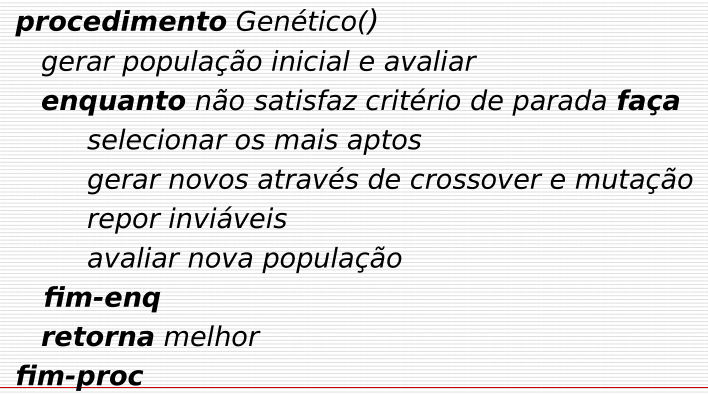 procedimento Genético()
gerar população inicial e avaliar
enquanto não satisfaz critério de parada faça
selecionar os mais aptos
gerar novos através de crossover e mutação
repor inviáveis
avaliar nova população
fim-enq
retorna melhor
fim-proc